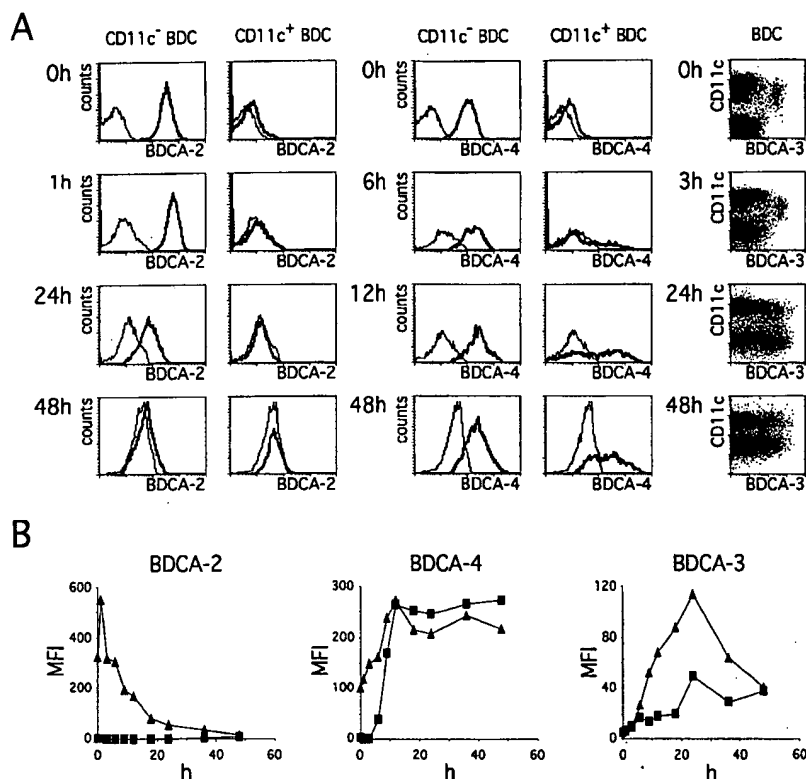 A
CD11c⁻ BDC CD11c⁺ BDC CD11c⁻ BDC CD11c⁺ BDC BDC
0h counts BDCA-2 BDCA-2 0h counts BDCA-4 BDCA-4 0h CD11c BDCA-3
1h counts BDCA-2 BDCA-2 6h counts BDCA-4 BDCA-4 3h CD11c BDCA-3
24h counts BDCA-2 BDCA-2 12h counts BDCA-4 BDCA-4 24h CD11c BDCA-3
48h counts BDCA-2 BDCA-2 48h counts BDCA-4 BDCA-4 48h CD11c BDCA-3
B
BDCA-2 BDCA-4 BDCA-3
MFI 600 400 200 0
0 20 40 60
h
MFI 300 200 100 0
0 20 40 60
h
MFI 120 80 40 0
0 20 40 60
h